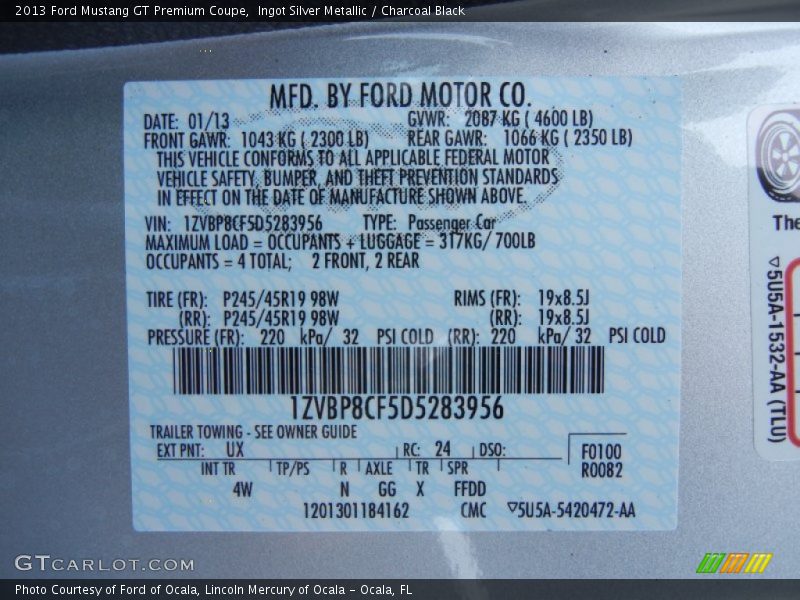 2013 Ford Mustang GT Premium Coupe,  Ingot Silver Metallic / Charcoal Black
MFD. BY FORD MOTOR CO.
DATE: 01/13 GVWR: 2087 KG ( 4600 LB)
FRONT GAWR: 1043 KG ( 2300 LB) REAR GAWR: 1066 KG ( 2350 LB)
THIS VEHICLE CONFORMS TO ALL APPLICABLE FEDERAL MOTOR
VEHICLE SAFETY, BUMPER, AND THEFT PREVENTION STANDARDS
IN EFFECT ON THE DATE OF MANUFACTURE SHOWN ABOVE.
VIN: 1ZVBP8CF5D5283956 TYPE: Passenger Car
MAXIMUM LOAD = OCCUPANTS + LUGGAGE = 317KG/ 700LB
OCCUPANTS = 4 TOTAL; 2 FRONT, 2 REAR
TIRE (FR): P245/45R19 98W RIMS (FR): 19x8.5J
(RR): P245/45R19 98W (RR): 19x8.5J
PRESSURE (FR): 220 kPa/ 32 PSI COLD (RR): 220 kPa/ 32 PSI COLD
1ZVBP8CF5D5283956
TRAILER TOWING - SEE OWNER GUIDE
EXT PNT: UX RC: 24 DSO: F0100
INT TR TP/PS R AXLE TR SPR R0082
4W N GG X FFDD
1201301184162 CMC ▽5U5A-5420472-AA
The
▽5U5A-1532-AA (TLU)
GTCARLOT.COM
Photo Courtesy of Ford of Ocala, Lincoln Mercury of Ocala - Ocala, FL